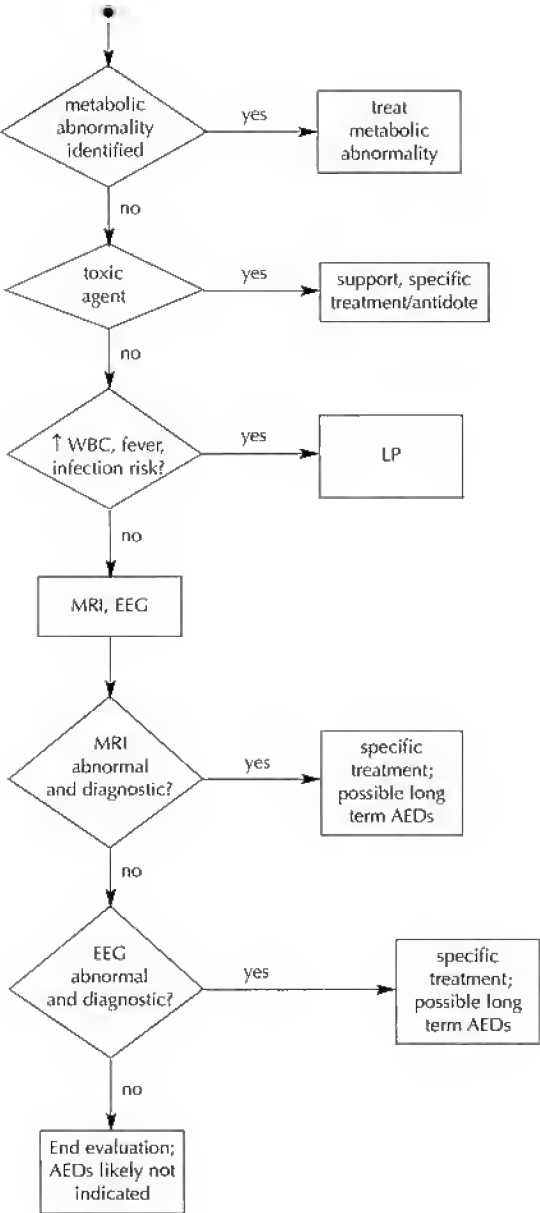 metabolic
abnormality
identified
yes
treat
metabolic
abnormality
no
toxic
agent
yes
support, specific
treatment/antidote
no
↑ WBC, fever,
infection risk?
yes
LP
no
MRI, EEG
MRI
abnormal
and diagnostic?
yes
specific
treatment;
possible long
term AEDs
no
EEG
abnormal
and diagnostic?
yes
specific
treatment;
possible long
term AEDs
no
End evaluation;
AEDs likely not
indicated